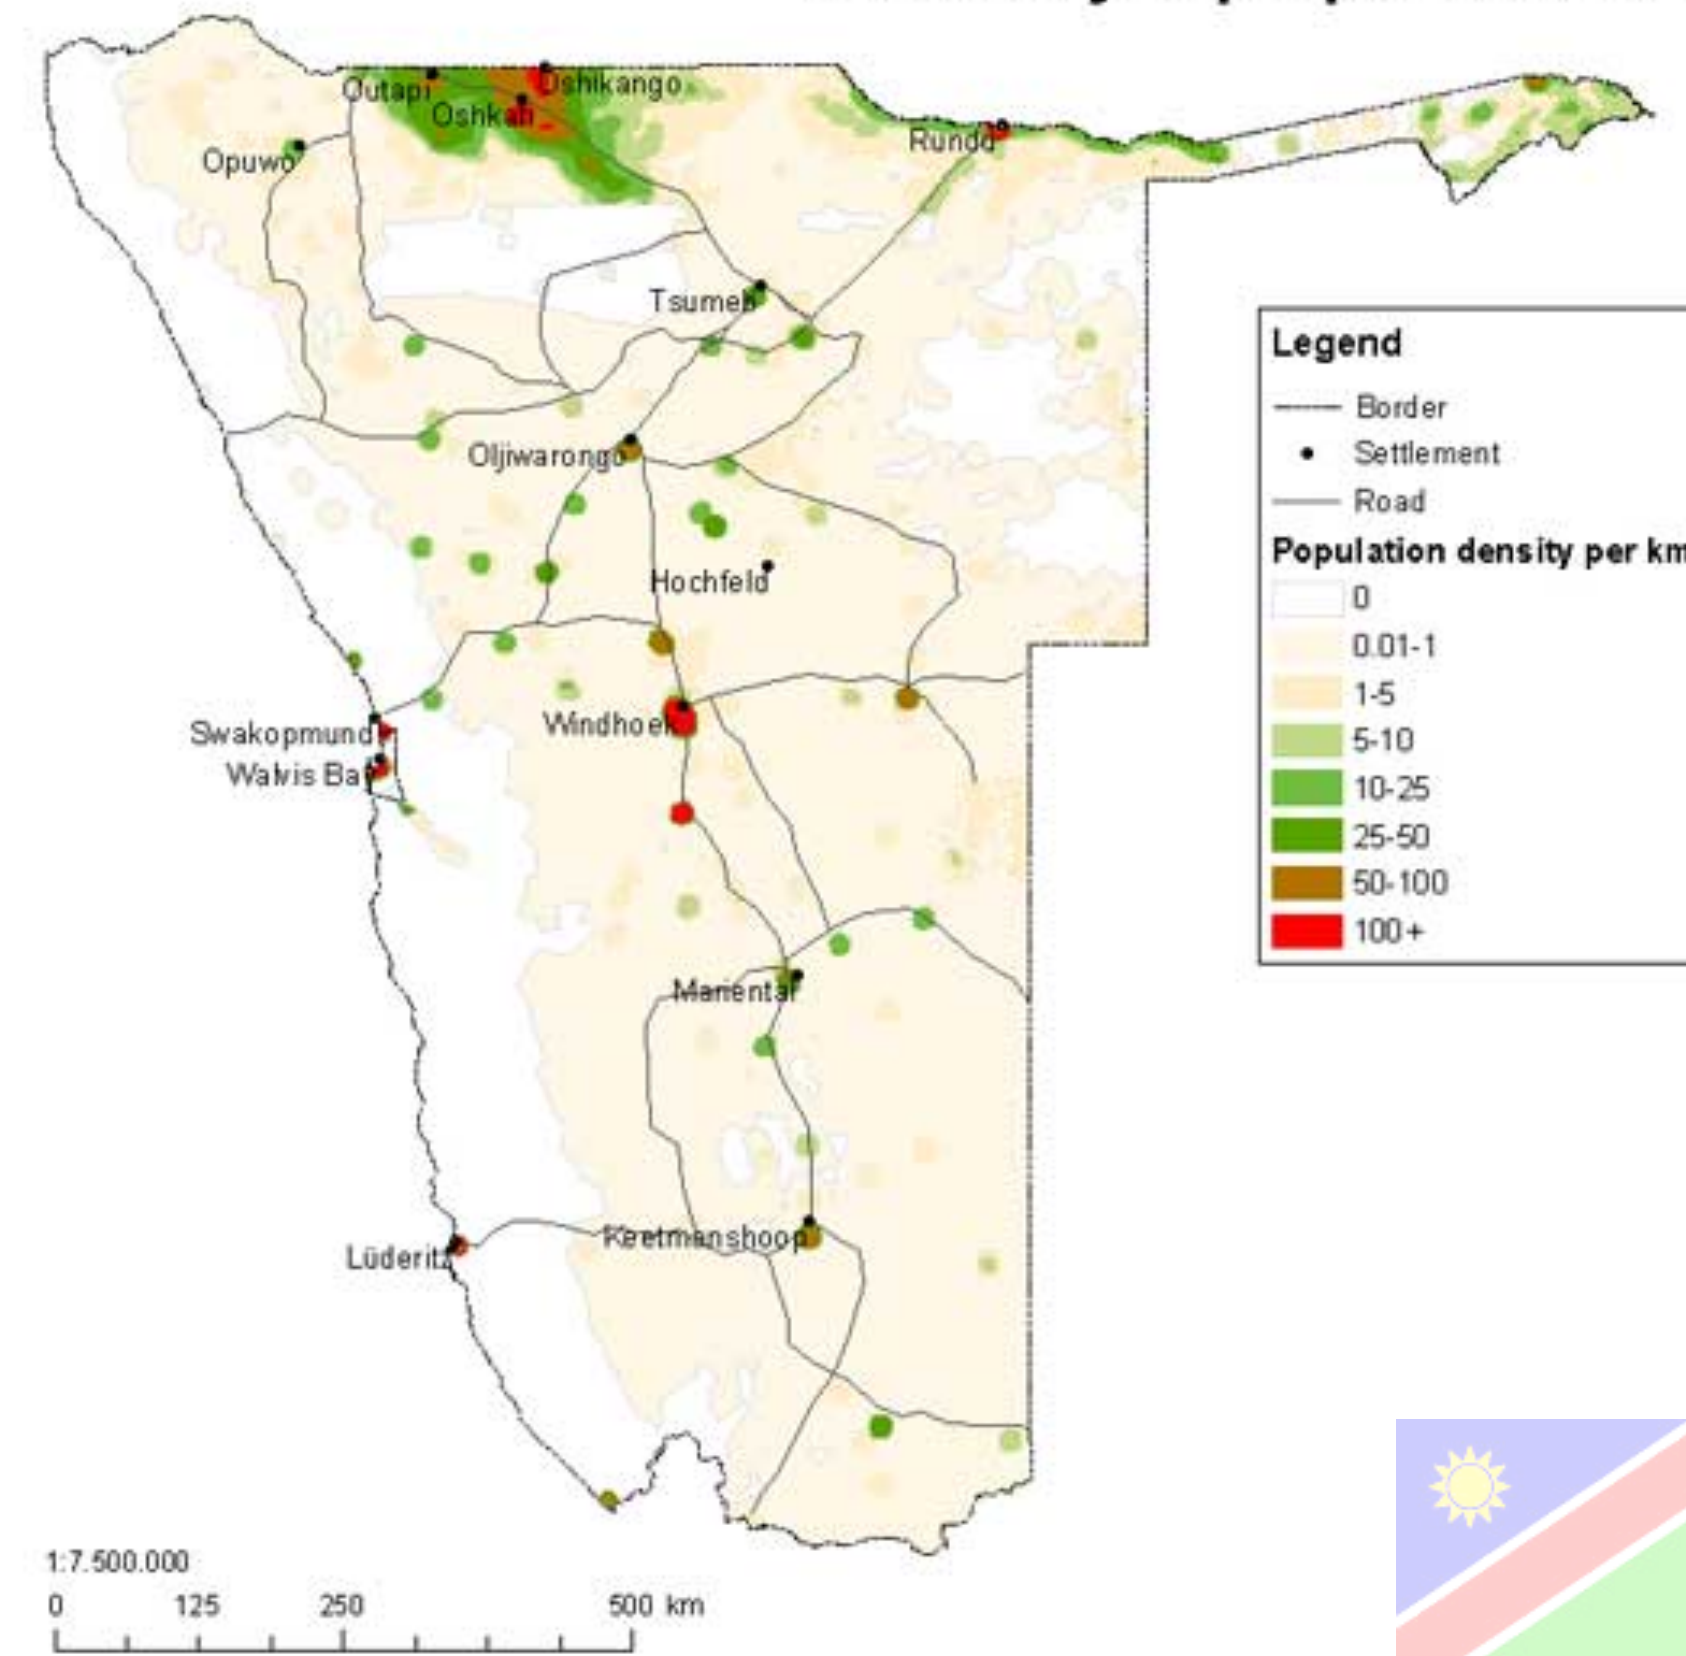 Outapi
Oshikango
Oshkati
Rundu
Opuwo
Tsumeb
Oljiwarongo
Hochfeld
Windhoek
Swakopmund
Walvis Bay
Mariental
Keetmanshoop
Lüderitz
Legend
Border
Settlement
Road
Population density per km
0
0.01-1
1-5
5-10
10-25
25-50
50-100
100+
1:7.500.000
0 125 250 500 km